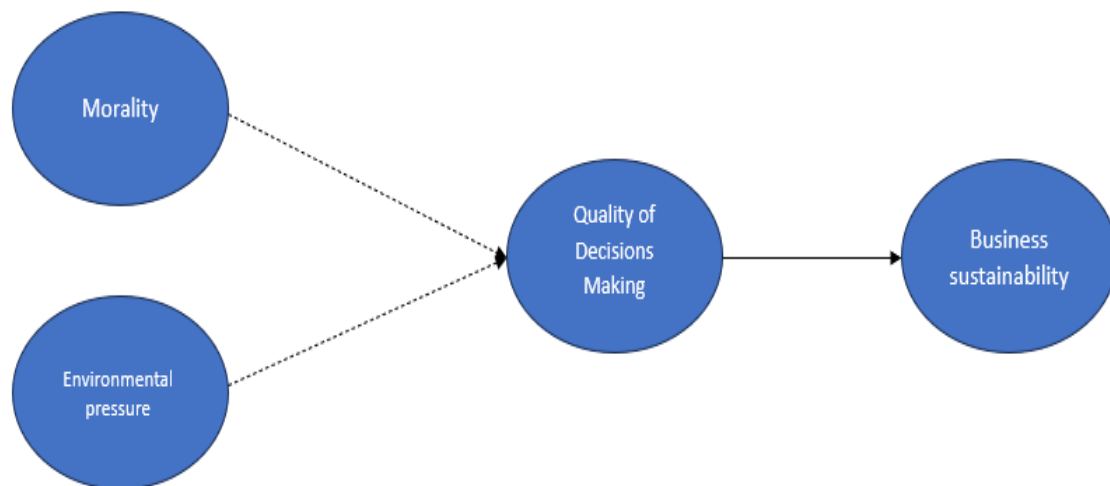 Morality
Environmental
pressure
Quality of
Decisions
Making
Business
sustainability